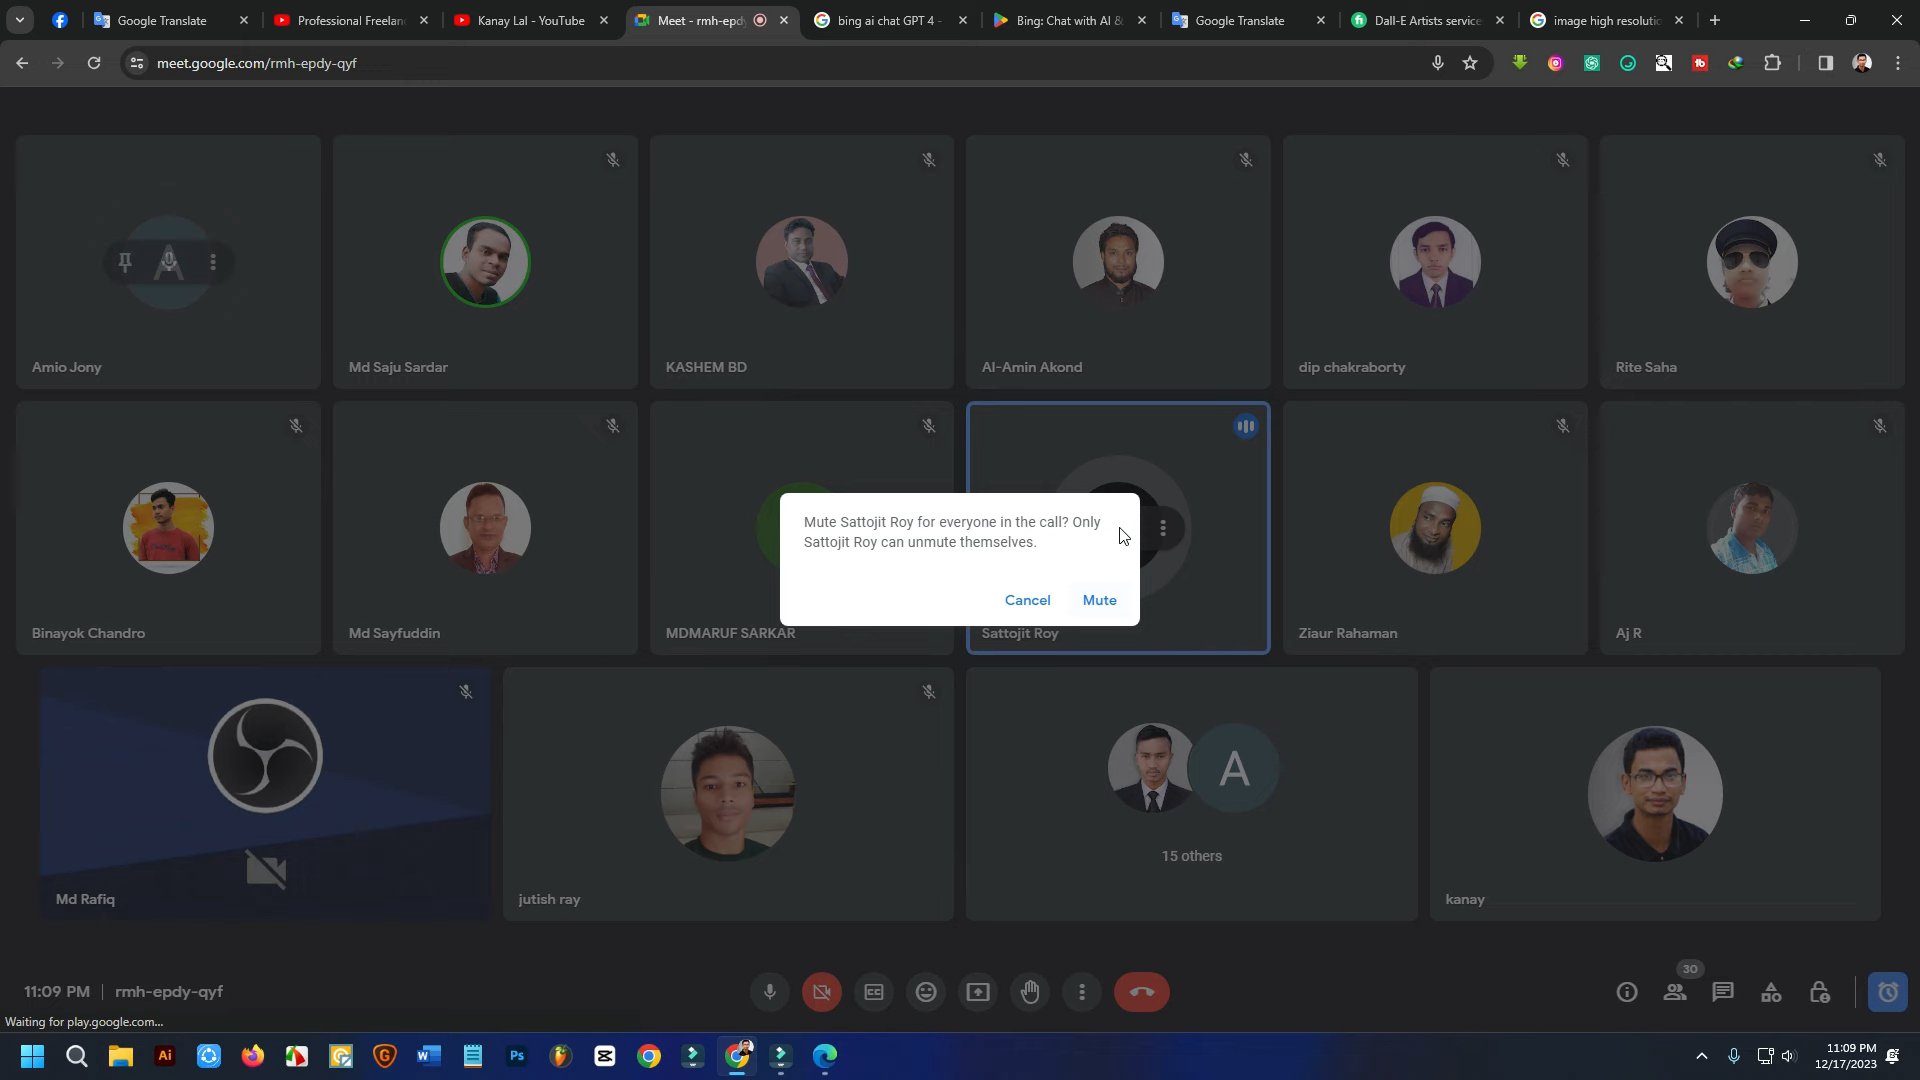 Google Translate
Professional Freelan
Kanay Lal - YouTube
Meet - rmh-epdy
bing ai chat GPT 4 -
Bing: Chat with AI &
Google Translate
Dall-E Artists service
image high resolutio
meet.google.com/rmh-epdy-qyf
Amio Jony
Md Saju Sardar
KASHEM BD
Al-Amin Akond
dip chakraborty
Rite Saha
Mute Sattojit Roy for everyone in the call? Only
Sattojit Roy can unmute themselves.
Cancel
Mute
Binayok Chandro
Md Sayfuddin
MDMARUF SARKAR
Sattojit Roy
Ziaur Rahaman
Aj R
A
15 others
Md Rafiq
jutish ray
kanay
30
11:09 PM | rmh-epdy-qyf
Waiting for play.google.com...
11:09 PM
12/17/2023